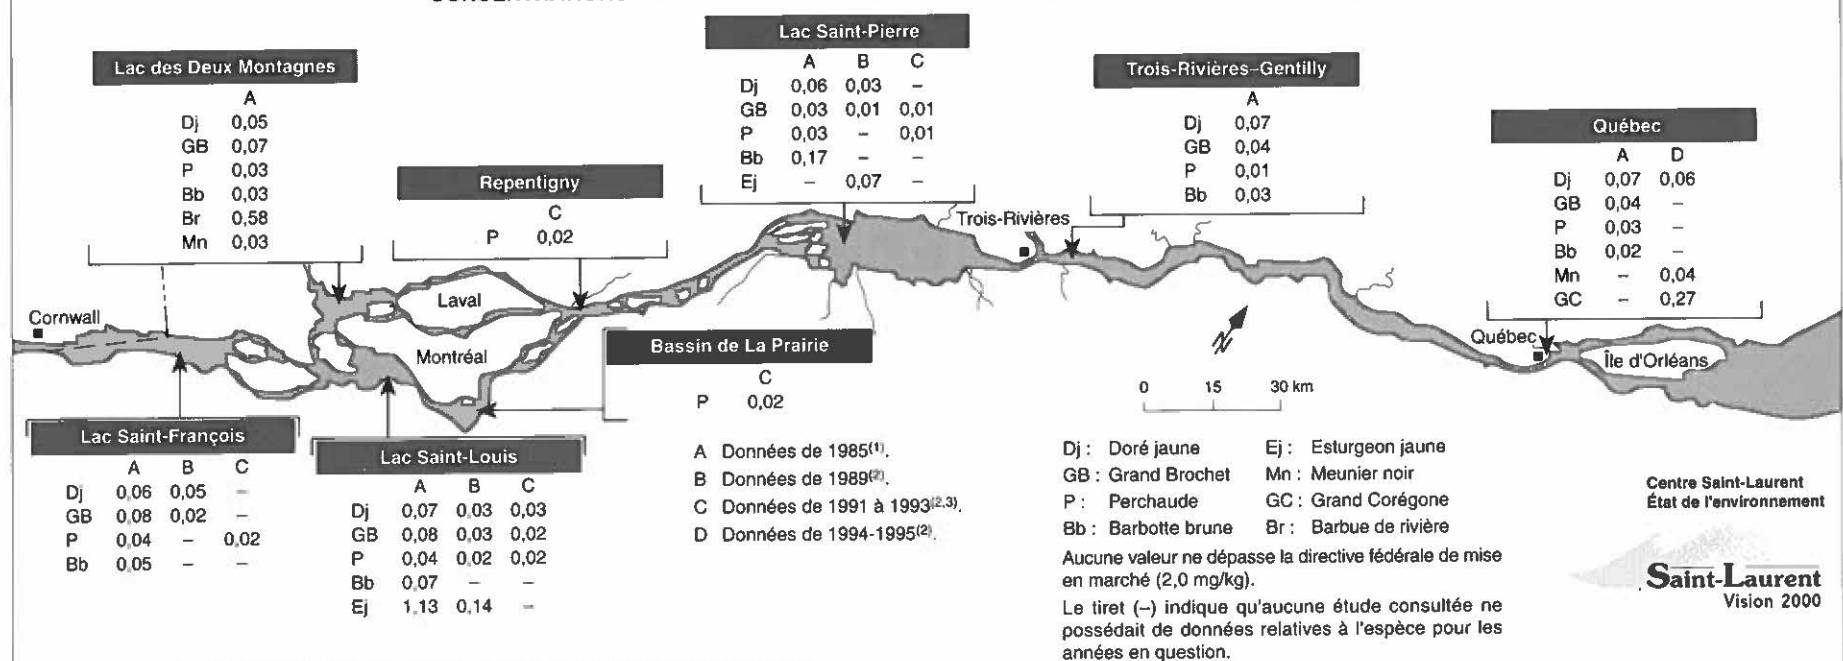 Lac des Deux Montagnes
A
Dj 0,05
GB 0,07
P 0,03
Bb 0,03
Br 0,58
Mn 0,03
Repentigny
C
P 0,02
Lac Saint-Pierre
A B C
Dj 0,06 0,03 –
GB 0,03 0,01 0,01
P 0,03 – 0,01
Bb 0,17 – –
Ej – 0,07 –
Trois-Rivières–Gentilly
A
Dj 0,07
GB 0,04
P 0,01
Bb 0,03
Québec
A D
Dj 0,07 0,06
GB 0,04 –
P 0,03 –
Bb 0,02 –
Mn – 0,04
GC – 0,27
Cornwall
Laval
Montréal
Trois-Rivières
Québec
Île d'Orléans
N
0 15 30 km
Lac Saint-François
A B C
Dj 0,06 0,05 –
GB 0,08 0,02 –
P 0,04 – 0,02
Bb 0,05 – –
Lac Saint-Louis
A B C
Dj 0,07 0,03 0,03
GB 0,08 0,03 0,02
P 0,04 0,02 0,02
Bb 0,07 – –
Ej 1,13 0,14 –
Bassin de La Prairie
C
P 0,02
A Données de 1985(1).
B Données de 1989(2).
C Données de 1991 à 1993(2,3).
D Données de 1994-1995(2).
Dj : Doré jaune Ej : Esturgeon jaune
GB : Grand Brochet Mn : Meunier noir
P : Perchaude GC : Grand Corégone
Bb : Barbotte brune Br : Barbue de rivière
Aucune valeur ne dépasse la directive fédérale de mise
en marché (2,0 mg/kg).
Le tiret (–) indique qu'aucune étude consultée ne
possédait de données relatives à l'espèce pour les
années en question.
Centre Saint-Laurent
État de l'environnement
Saint-Laurent
Vision 2000